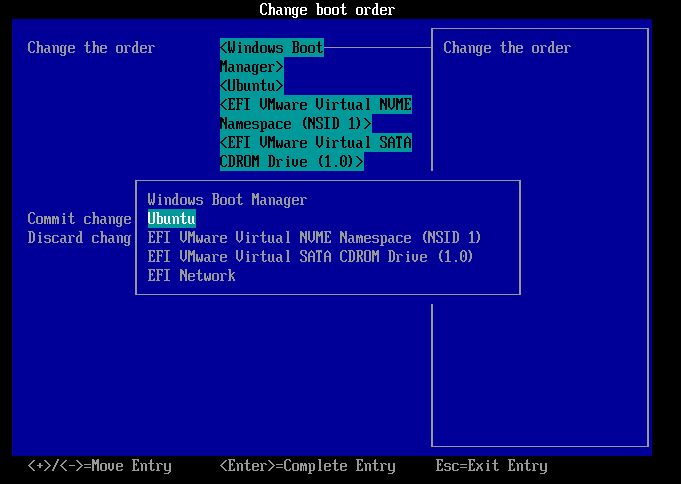 Change boot order
Change the order
<Windows Boot
Manager>
<Ubuntu>
<EFI VMware Virtual NVME
Namespace (NSID 1)>
<EFI VMware Virtual SATA
CDROM Drive (1.0)>
Change the order
Commit change
Discard chang
Windows Boot Manager
Ubuntu
EFI VMware Virtual NVME Namespace (NSID 1)
EFI VMware Virtual SATA CDROM Drive (1.0)
EFI Network
<+>/<->=Move Entry
<Enter>=Complete Entry
Esc=Exit Entry